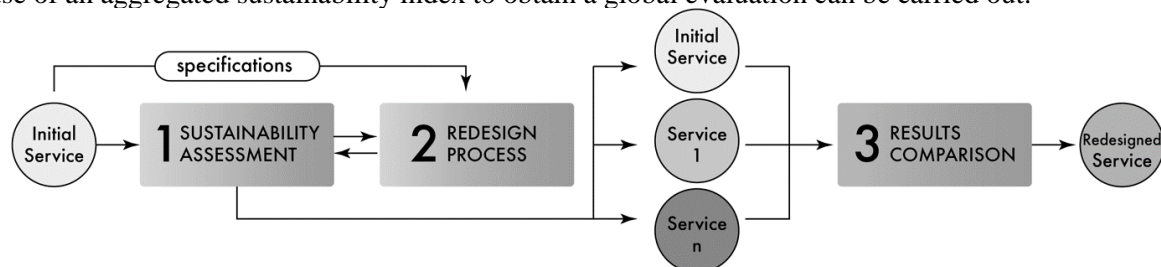 use of an aggregated sustainability index to obtain a global evaluation can be carried out.
specifications
Initial
Service
1 SUSTAINABILITY
ASSESSMENT
2 REDESIGN
PROCESS
Initial
Service
Service
1
Service
n
3 RESULTS
COMPARISON
Redesigned
Service